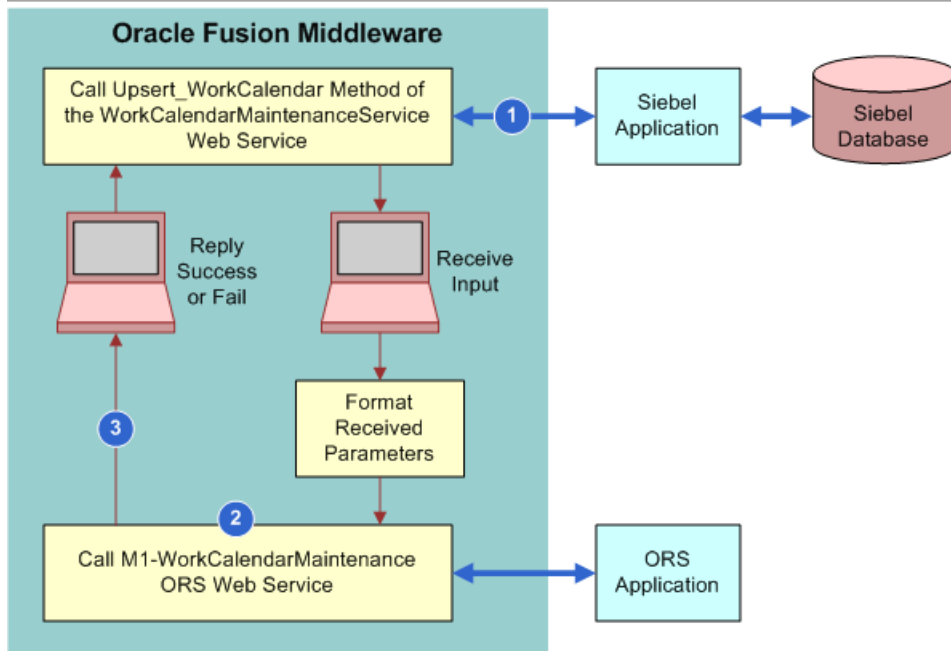 Oracle Fusion Middleware
Call Upsert_WorkCalendar Method of
the WorkCalendarMaintenanceService
Web Service
1
Siebel
Application
Siebel
Database
Reply
Success
or Fail
Receive
Input
Format
Received
Parameters
3
2
Call M1-WorkCalendarMaintenance
ORS Web Service
ORS
Application